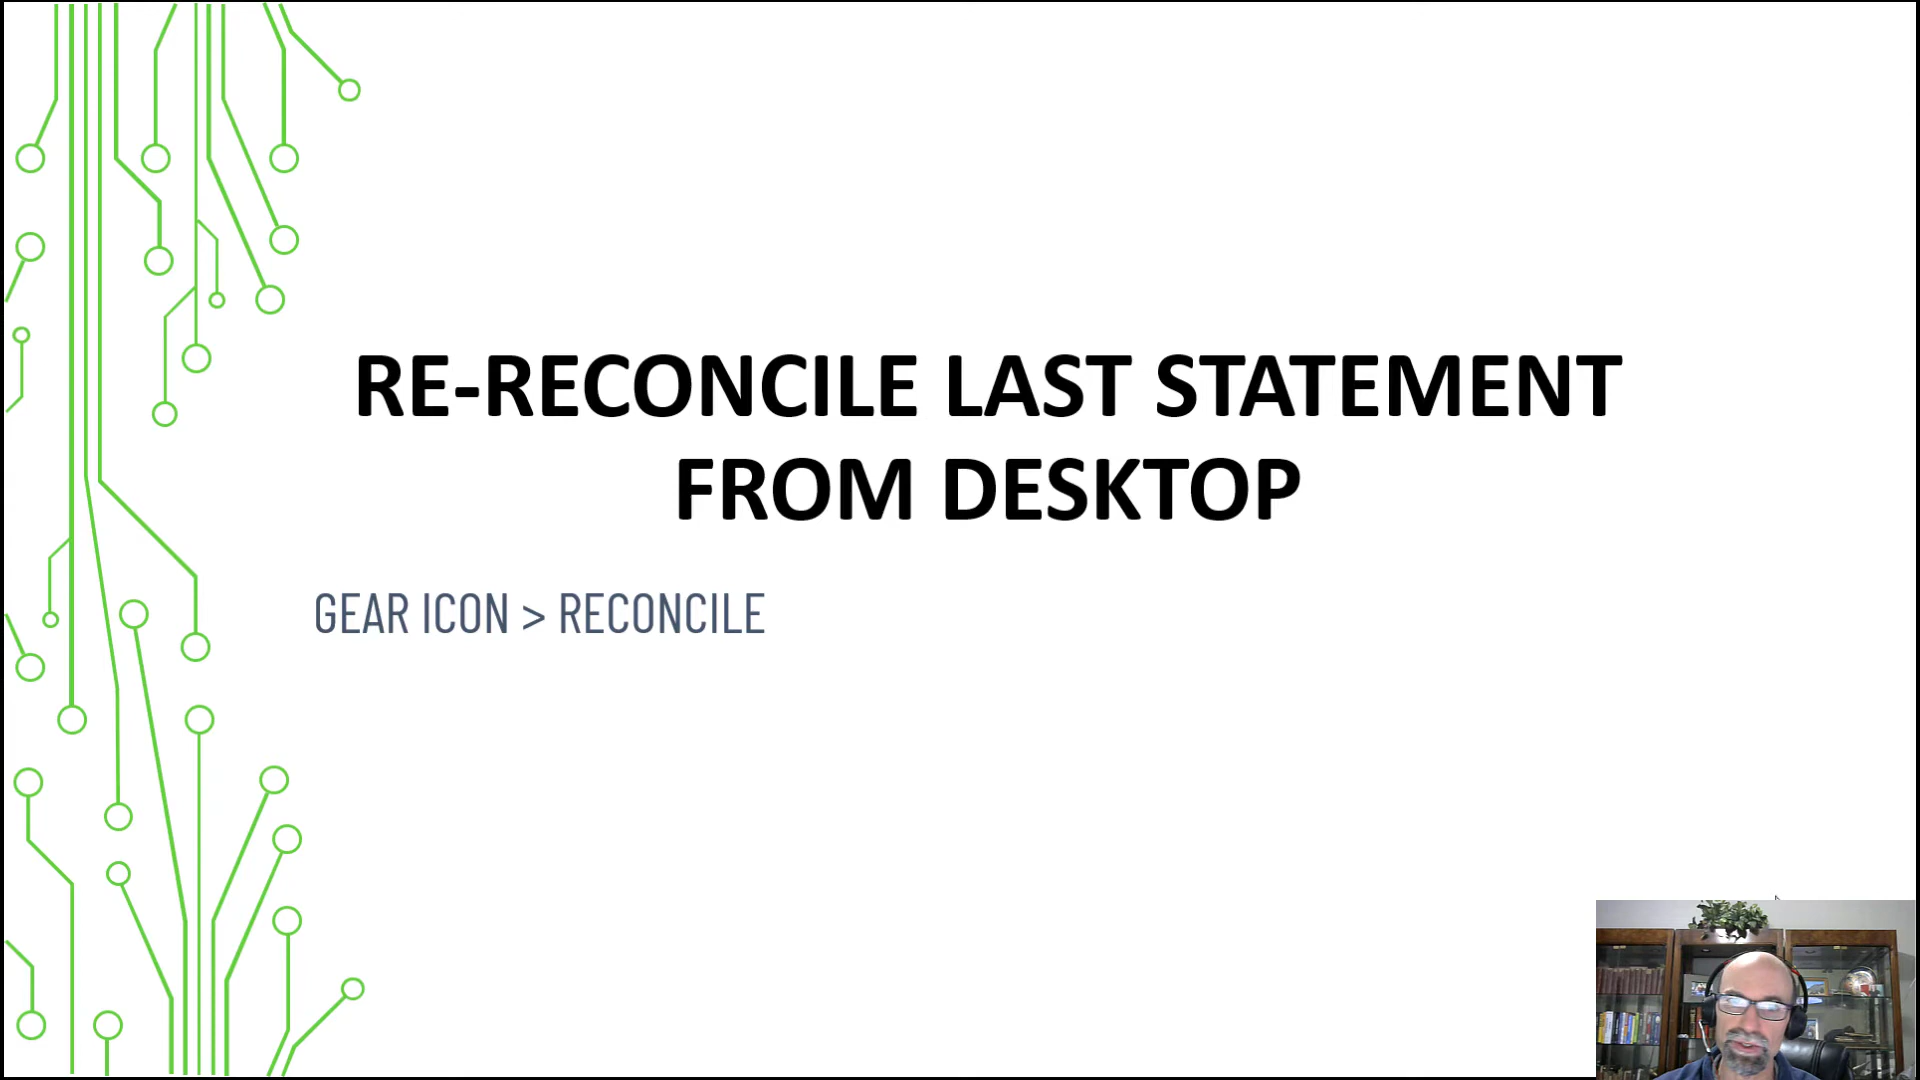 RE-RECONCILE LAST STATEMENT
FROM DESKTOP
GEAR ICON > RECONCILE